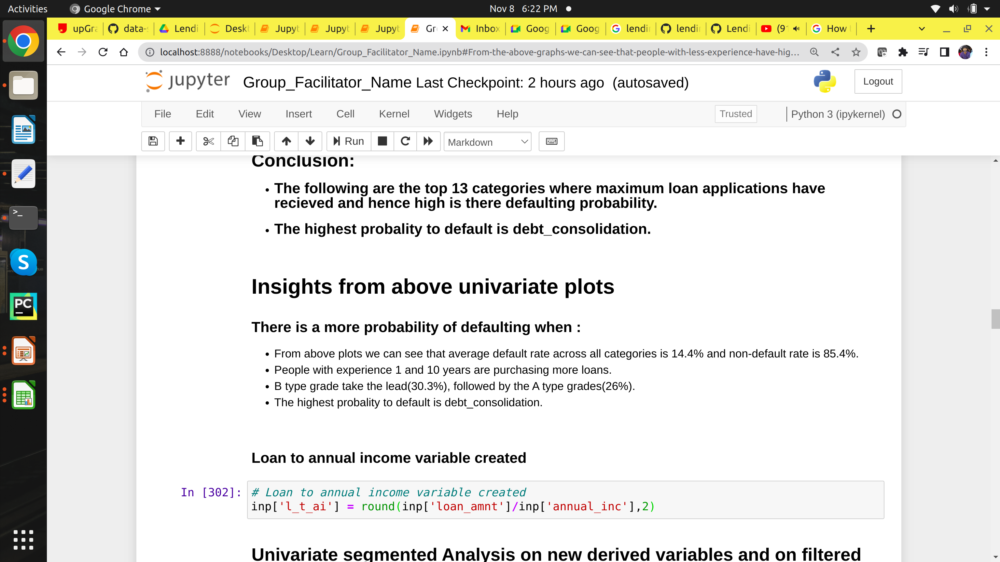 Activities
Google Chrome
Nov 8 6:22 PM
upGra
data-s
Lendi
Deskt
Jupyt
Jupyt
Jupyt
Gr
Inbox
Goog
Goog
lendin
lendin
Lendi
(91
How
localhost:8888/notebooks/Desktop/Learn/Group_Facilitator_Name.ipynb#From-the-above-graphs-we-can-see-that-people-with-less-experience-have-hig...
jupyter
Group_Facilitator_Name Last Checkpoint: 2 hours ago (autosaved)
Logout
File Edit View Insert Cell Kernel Widgets Help
Trusted
Python 3 (ipykernel)
Run
Markdown
Conclusion:
• The following are the top 13 categories where maximum loan applications have
recieved and hence high is there defaulting probability.
• The highest probality to default is debt_consolidation.
Insights from above univariate plots
There is a more probability of defaulting when :
• From above plots we can see that average default rate across all categories is 14.4% and non-default rate is 85.4%.
• People with experience 1 and 10 years are purchasing more loans.
• B type grade take the lead(30.3%), followed by the A type grades(26%).
• The highest probality to default is debt_consolidation.
Loan to annual income variable created
In [302]:
# Loan to annual income variable created
inp['l_t_ai'] = round(inp['loan_amnt']/inp['annual_inc'],2)
Univariate segmented Analysis on new derived variables and on filtered
>_
S
PC